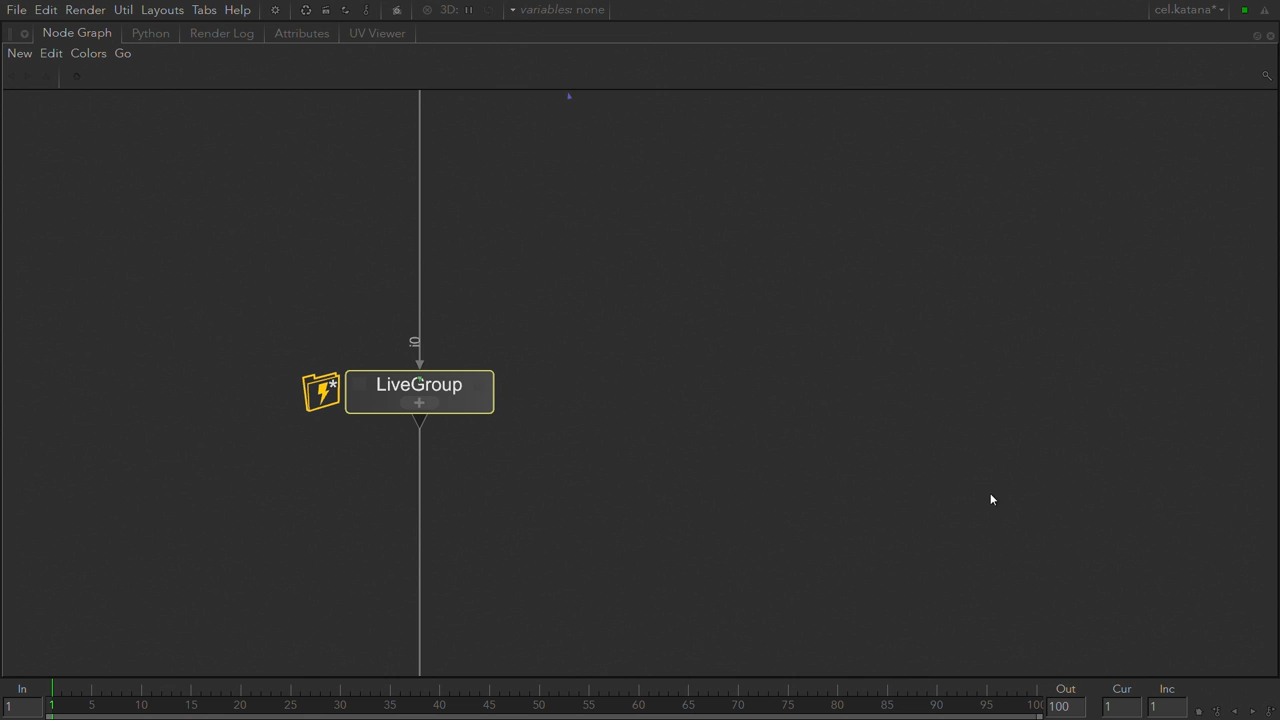 File Edit Render Util Layouts Tabs Help 3D: variables: none cel.katana*
Node Graph Python Render Log Attributes UV Viewer
New Edit Colors Go
i0
LiveGroup
*
+
In Out Cur Inc
1 1 5 10 15 20 25 30 35 40 45 50 55 60 65 70 75 80 85 90 95 100 100 1 1